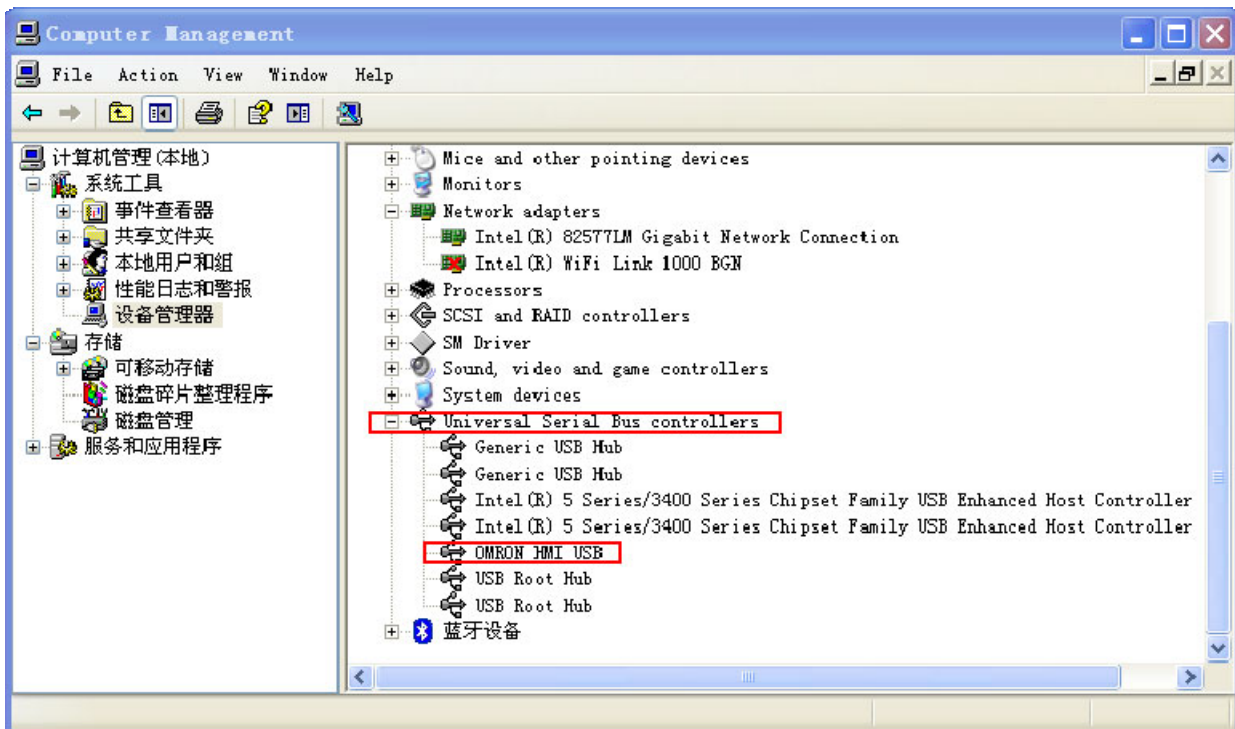 Computer Management
File Action View Window Help
计算机管理(本地)
系统工具
事件查看器
共享文件夹
本地用户和组
性能日志和警报
设备管理器
存储
可移动存储
磁盘碎片整理程序
磁盘管理
服务和应用程序
Mice and other pointing devices
Monitors
Network adapters
Intel(R) 82577LM Gigabit Network Connection
Intel(R) WiFi Link 1000 BGN
Processors
SCSI and RAID controllers
SM Driver
Sound, video and game controllers
System devices
Universal Serial Bus controllers
Generic USB Hub
Generic USB Hub
Intel(R) 5 Series/3400 Series Chipset Family USB Enhanced Host Controller
Intel(R) 5 Series/3400 Series Chipset Family USB Enhanced Host Controller
OMRON HMI USB
USB Root Hub
USB Root Hub
蓝牙设备